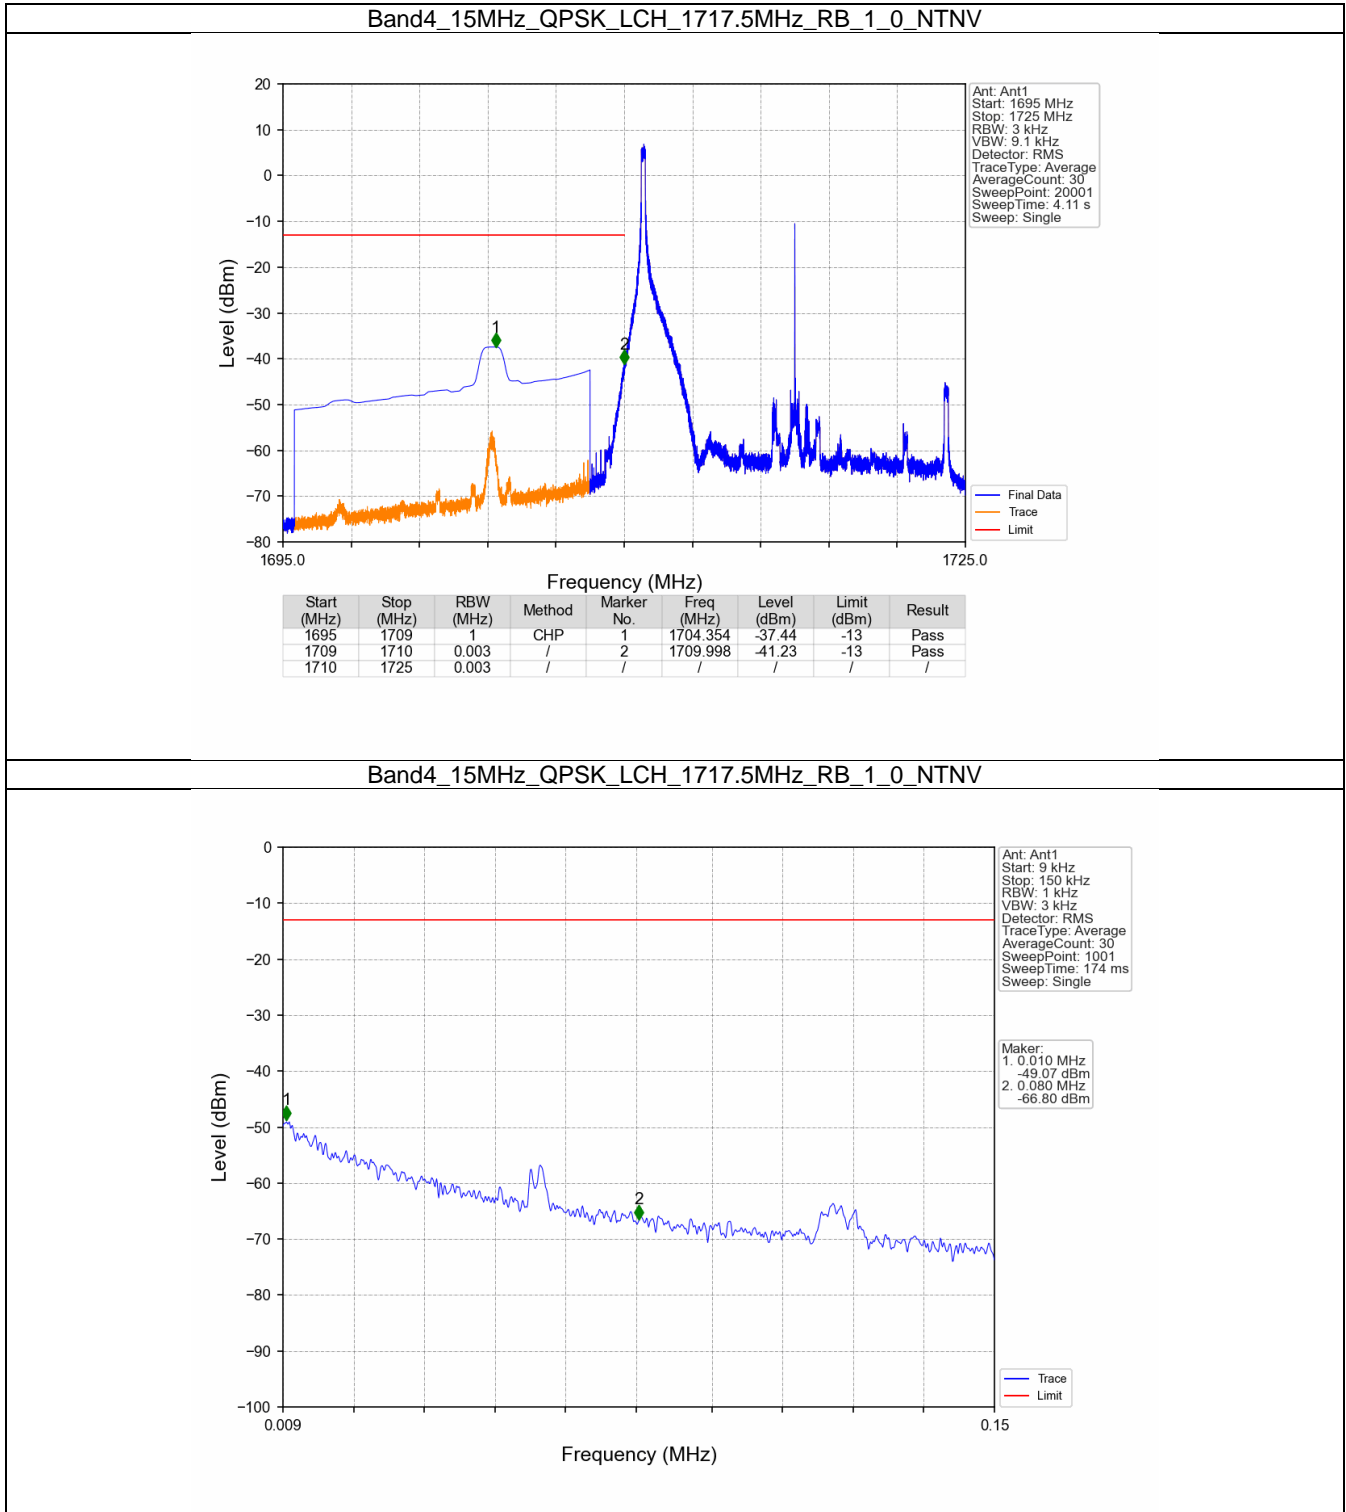 Band4_15MHz_QPSK_LCH_1717.5MHz_RB_1_0_NTNV
20
10
0
−10
−20
−30
−40
−50
−60
−70
−80
Level (dBm)
1
2
1695.0
1725.0
Frequency (MHz)
Ant: Ant1
Start: 1695 MHz
Stop: 1725 MHz
RBW: 3 kHz
VBW: 9.1 kHz
Detector: RMS
TraceType: Average
AverageCount: 30
SweepPoint: 20001
SweepTime: 4.11 s
Sweep: Single
Final Data
Trace
Limit
Start (MHz) Stop (MHz) RBW (MHz) Method Marker No. Freq (MHz) Level (dBm) Limit (dBm) Result
1695 1709 1 CHP 1 1704.354 -37.44 -13 Pass
1709 1710 0.003 / 2 1709.998 -41.23 -13 Pass
1710 1725 0.003 / / / / / /
Band4_15MHz_QPSK_LCH_1717.5MHz_RB_1_0_NTNV
0
−10
−20
−30
−40
−50
−60
−70
−80
−90
−100
Level (dBm)
1
2
0.009
0.15
Frequency (MHz)
Ant: Ant1
Start: 9 kHz
Stop: 150 kHz
RBW: 1 kHz
VBW: 3 kHz
Detector: RMS
TraceType: Average
AverageCount: 30
SweepPoint: 1001
SweepTime: 174 ms
Sweep: Single
Maker:
1. 0.010 MHz
-49.07 dBm
2. 0.080 MHz
-66.80 dBm
Trace
Limit